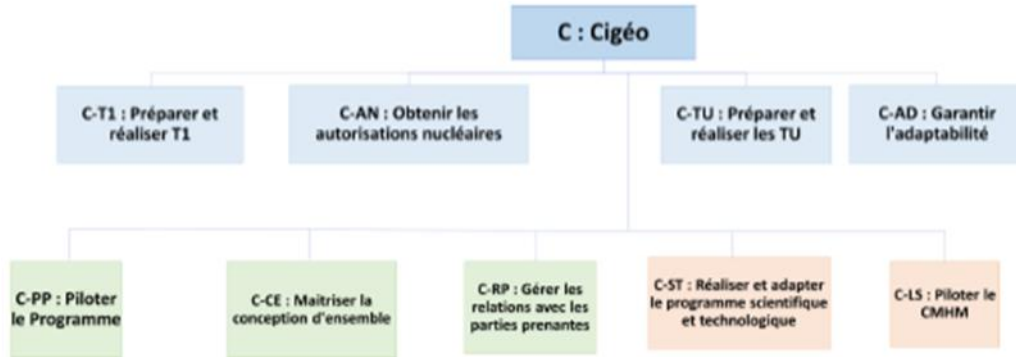 C : Cigéo
C-T1 : Préparer et
réaliser T1
C-AN : Obtenir les
autorisations nucléaires
C-TU : Préparer et
réaliser les TU
C-AD : Garantir
l'adaptabilité
C-PP : Piloter
le Programme
C-CE : Maitriser la
conception d'ensemble
C-RP : Gérer les
relations avec les
parties prenantes
C-ST : Réaliser et adapter
le programme scientifique
et technologique
C-LS : Piloter le
CMHM